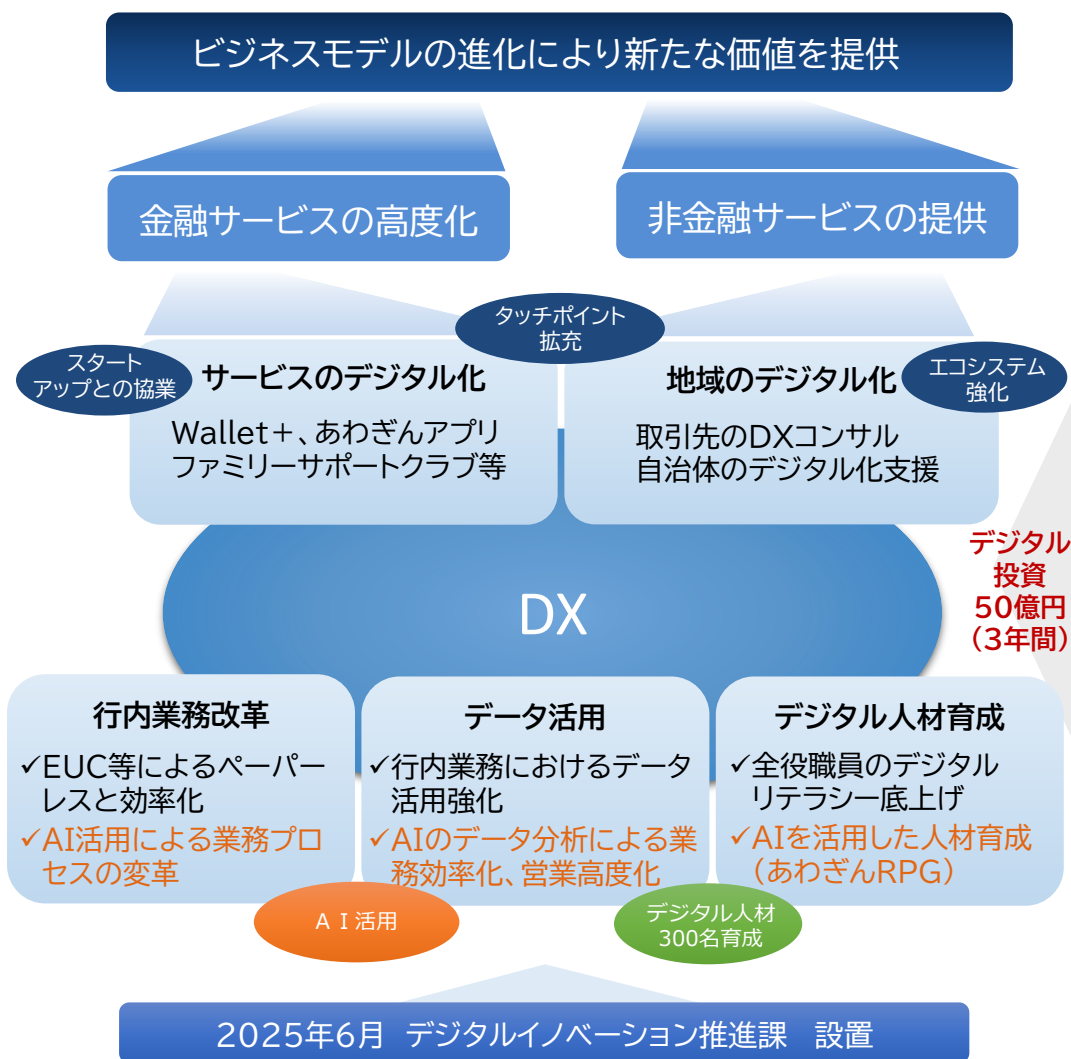 ビジネスモデルの進化により新たな価値を提供
金融サービスの高度化
非金融サービスの提供
タッチポイント
拡充
スタート
アップとの協業
サービスのデジタル化
Wallet+、あわぎんアプリ
ファミリーサポートクラブ等
地域のデジタル化
エコシステム
強化
取引先のDXコンサル
自治体のデジタル化支援
DX
デジタル
投資
50億円
(3年間)
行内業務改革
✓EUC等によるペーパー
レスと効率化
✓AI活用による業務プロ
セスの変革
データ活用
✓行内業務におけるデータ
活用強化
✓AIのデータ分析による業
務効率化、営業高度化
デジタル人材育成
✓全役職員のデジタル
リテラシー底上げ
✓AIを活用した人材育成
(あわぎんRPG)
AI活用
デジタル人材
300名育成
2025年6月 デジタルイノベーション推進課 設置